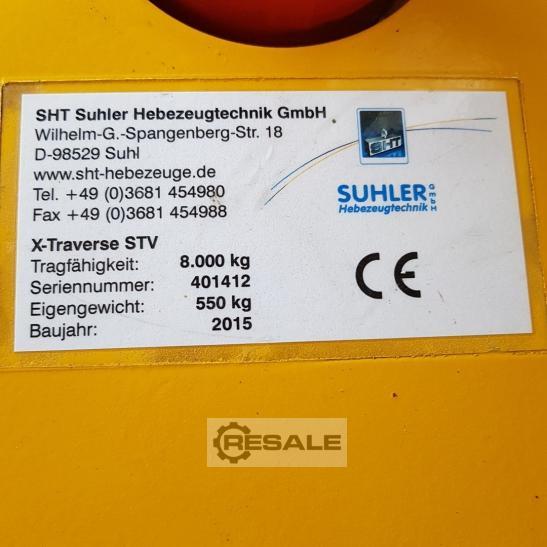 SHT Suhler Hebezeugtechnik GmbH
Wilhelm-G.-Spangenberg-Str. 18
D-98529 Suhl
www.sht-hebezeuge.de
Tel. +49 (0)3681 454980
Fax +49 (0)3681 454988
SHT
SUHLER GmbH
Hebezeugtechnik
X-Traverse STV
Tragfähigkeit: 8.000 kg
Seriennummer: 401412
Eigengewicht: 550 kg
Baujahr: 2015
CE
RESALE